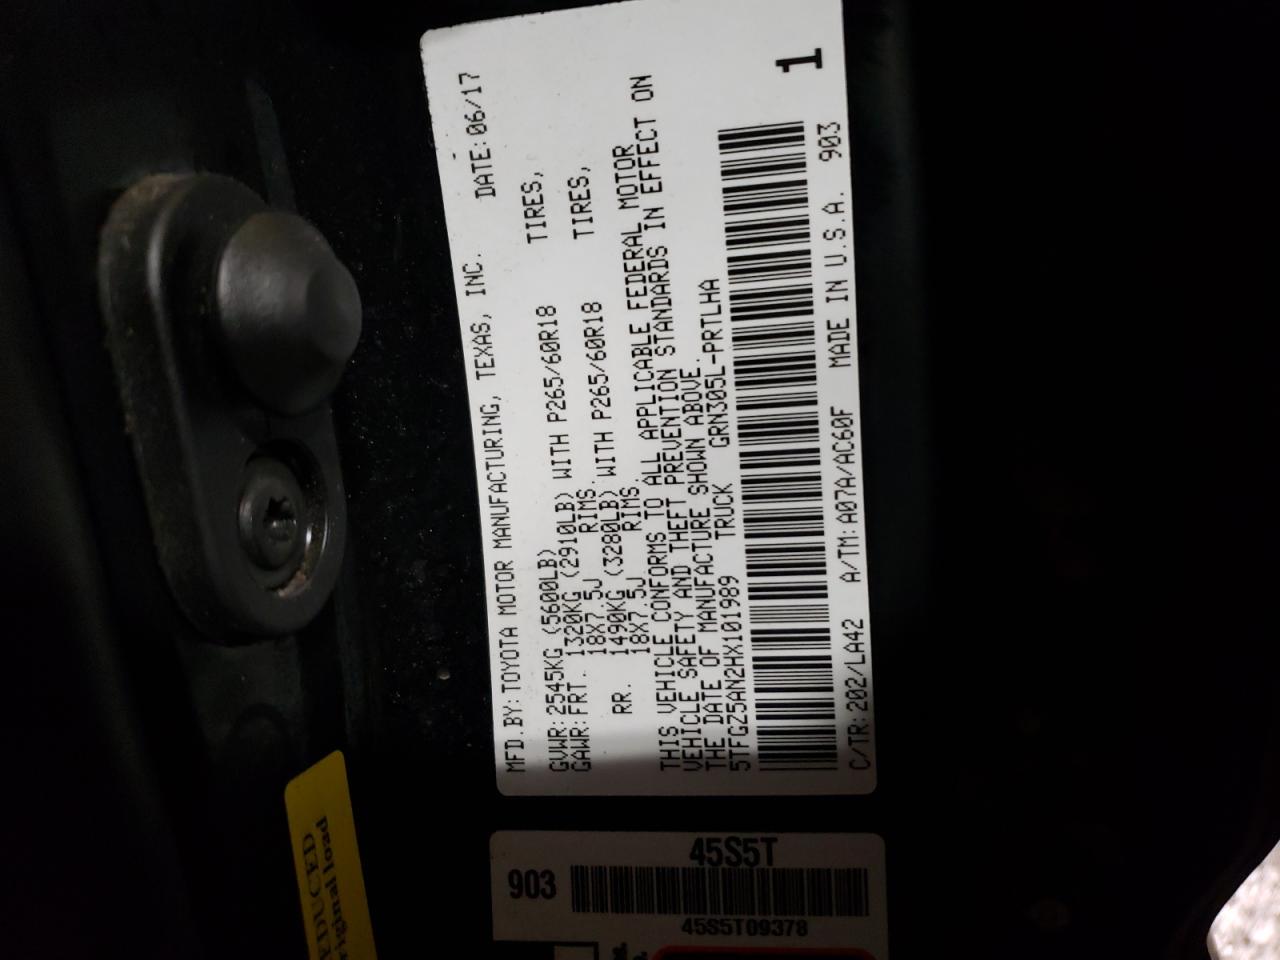 MFD.BY:TOYOTA MOTOR MANUFACTURING, TEXAS, INC. DATE:06/17
GVWR:2545KG (5600LB)
GAWR:FRT. 1320KG (2910LB) WITH P265/60R18 TIRES,
18X7.5J RIMS,
RR. 1490KG (3280LB) WITH P265/60R18 TIRES,
18X7.5J RIMS.
THIS VEHICLE CONFORMS TO ALL APPLICABLE FEDERAL MOTOR
VEHICLE SAFETY AND THEFT PREVENTION STANDARDS IN EFFECT ON
THE DATE OF MANUFACTURE SHOWN ABOVE.
5TFGZ5AN2HX101989 TRUCK GRN305L-PRTLHA
1
C/TR:202/LA42 A/TM:A07A/AC60F MADE IN U.S.A. 903
45S5T
903
45S5T09378
load